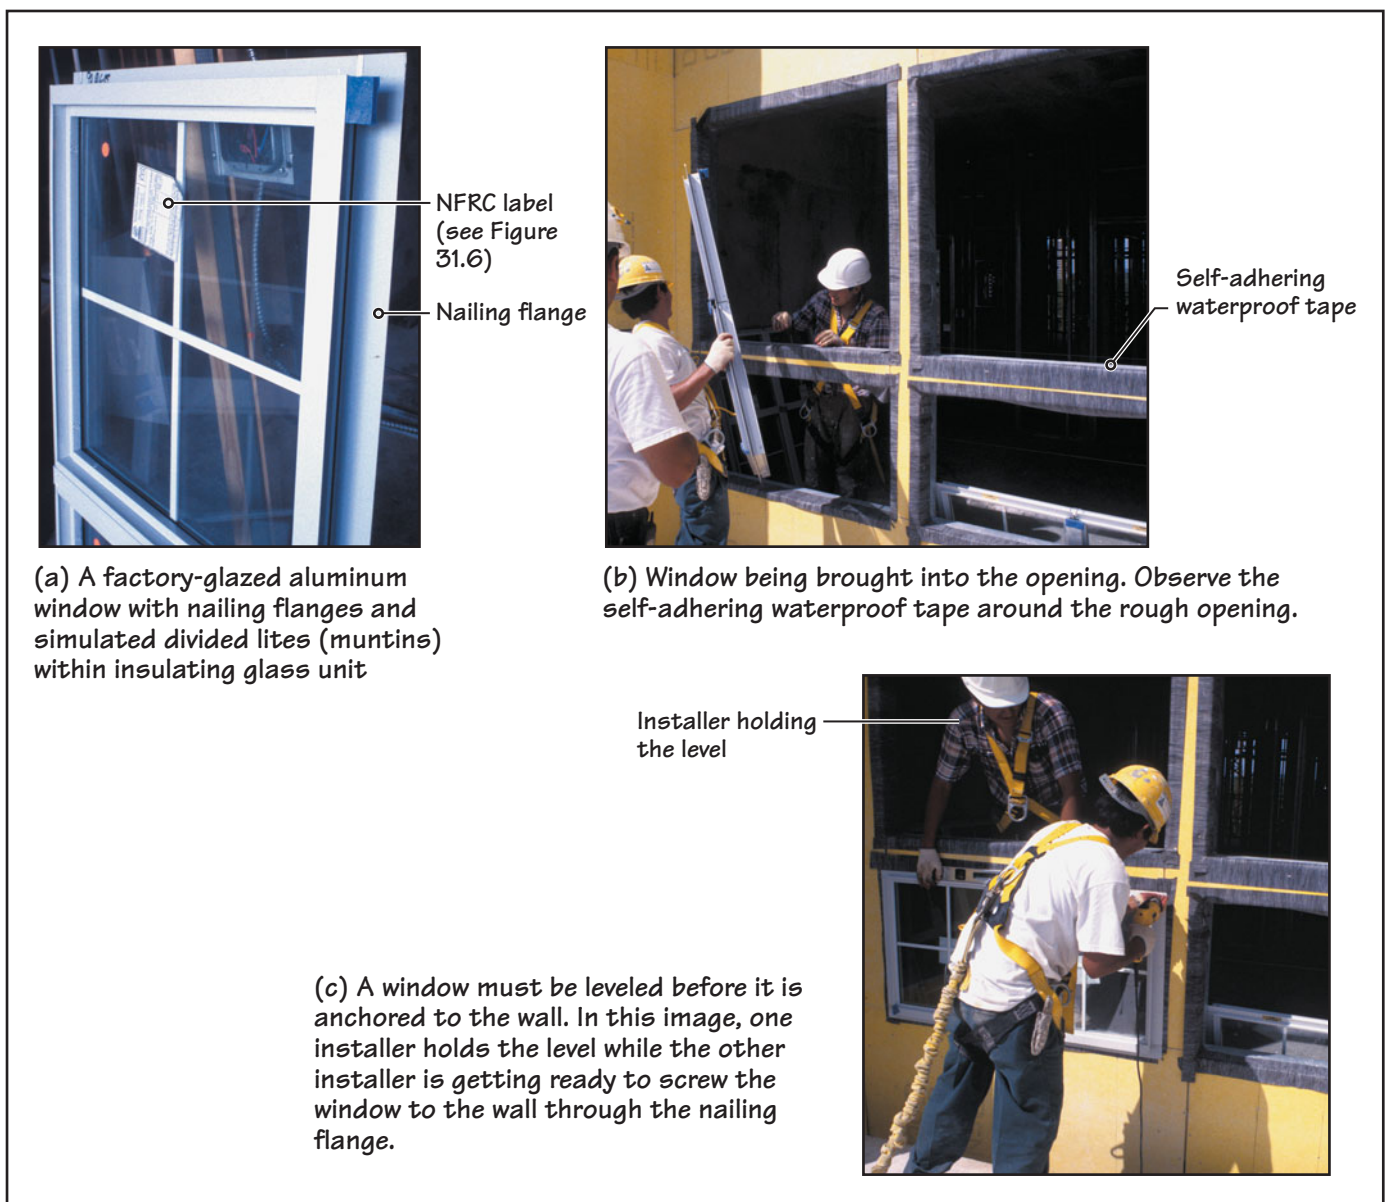 NFRC label
(see Figure
31.6)
Nailing flange
Self-adhering
waterproof tape
(a) A factory-glazed aluminum
window with nailing flanges and
simulated divided lites (muntins)
within insulating glass unit
(b) Window being brought into the opening. Observe the
self-adhering waterproof tape around the rough opening.
Installer holding
the level
(c) A window must be leveled before it is
anchored to the wall. In this image, one
installer holds the level while the other
installer is getting ready to screw the
window to the wall through the nailing
flange.